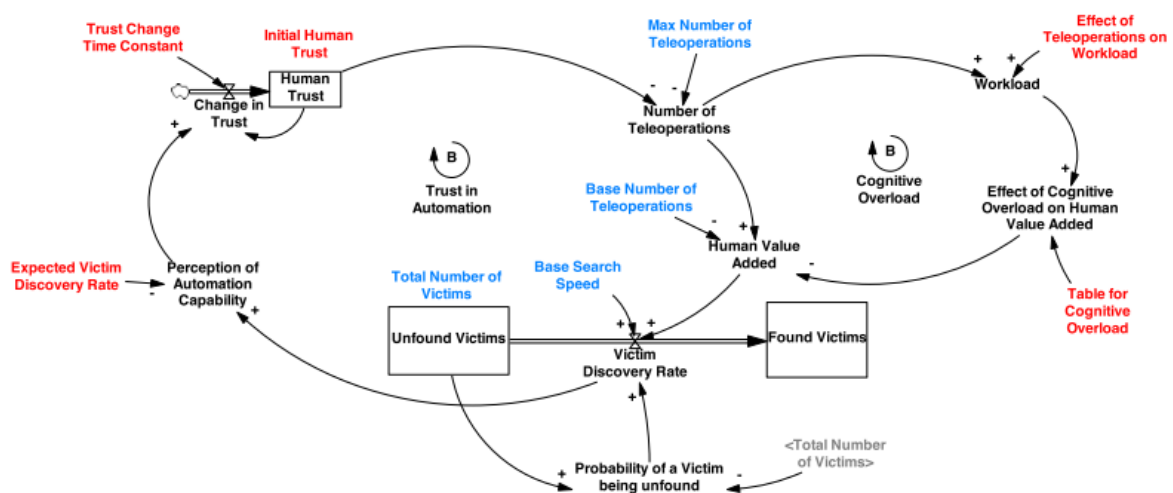 Trust Change
Time Constant
Initial Human
Trust
Human
Trust
Change in
Trust
+
Max Number of
Teleoperations
- -
Number of
Teleoperations
Effect of
Teleoperations on
Workload
+ +
Workload
B
Trust in
Automation
B
Cognitive
Overload
Base Number of
Teleoperations
- +
Human Value
Added
-
+
Effect of Cognitive
Overload on Human
Value Added
Table for
Cognitive
Overload
Expected Victim
Discovery Rate
-
Perception of
Automation
Capability
+
Total Number of
Victims
Unfound Victims
Base Search
Speed
+ +
Victim
Discovery Rate
+
Found Victims
+
Probability of a Victim
being unfound
-
<Total Number
of Victims>